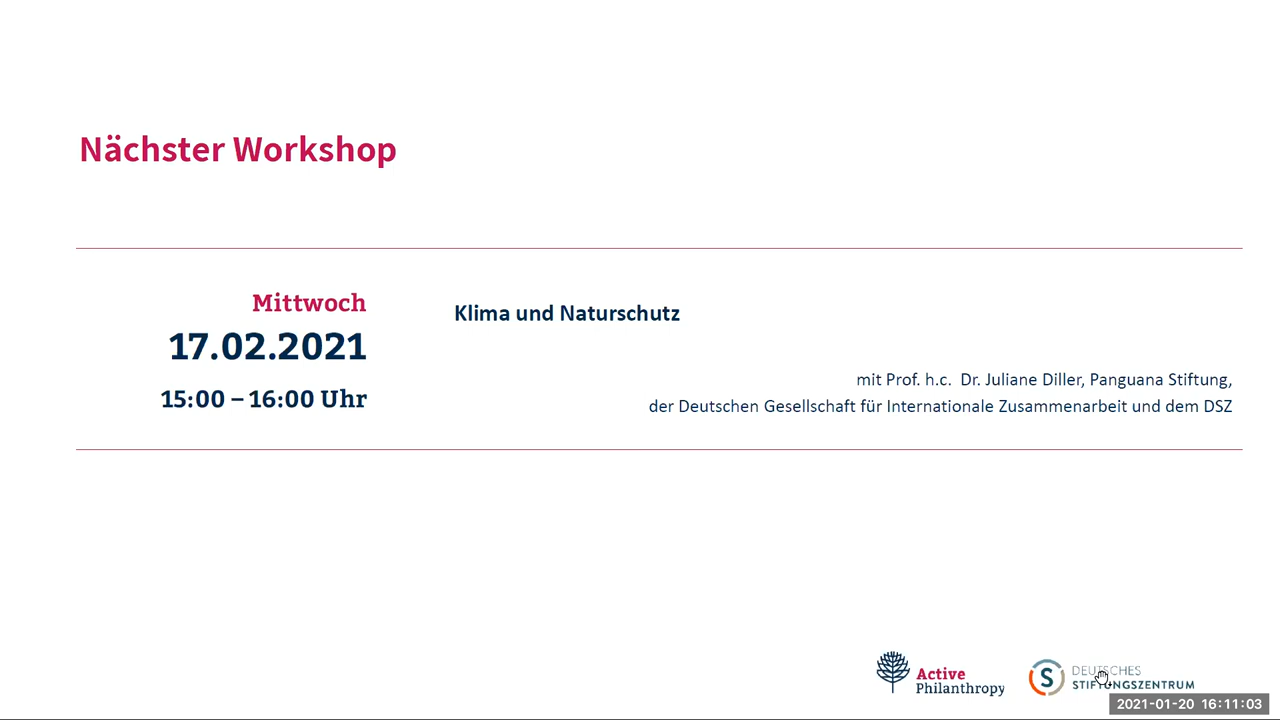 Nächster Workshop
Mittwoch
17.02.2021
15:00 – 16:00 Uhr
Klima und Naturschutz
mit Prof. h.c. Dr. Juliane Diller, Panguana Stiftung,
der Deutschen Gesellschaft für Internationale Zusammenarbeit und dem DSZ
Active
Philanthropy
S
DEUTSCHES
STIFTUNGSZENTRUM
2021-01-20 16:11:03